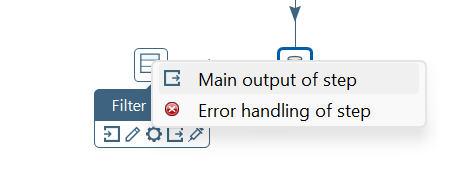 Main output of step
Filter
Error handling of step